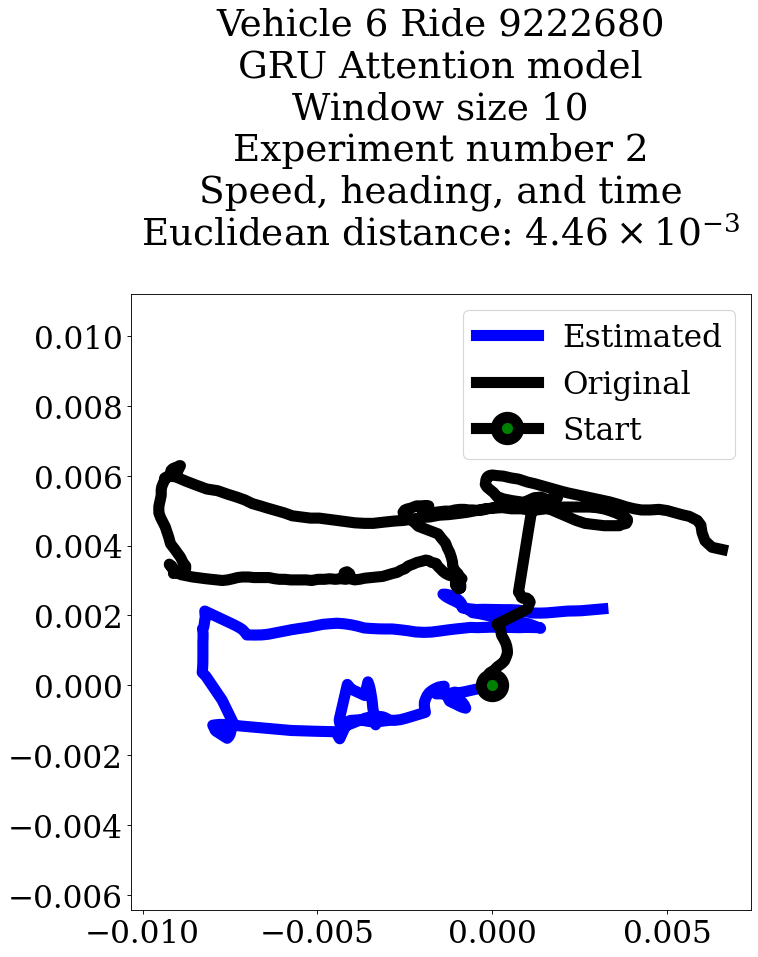 Vehicle 6 Ride 9222680
GRU Attention model
Window size 10
Experiment number 2
Speed, heading, and time
Euclidean distance: 4.46 × 10⁻³
Estimated
Original
Start
0.010
0.008
0.006
0.004
0.002
0.000
−0.002
−0.004
−0.006
−0.010
−0.005
0.000
0.005